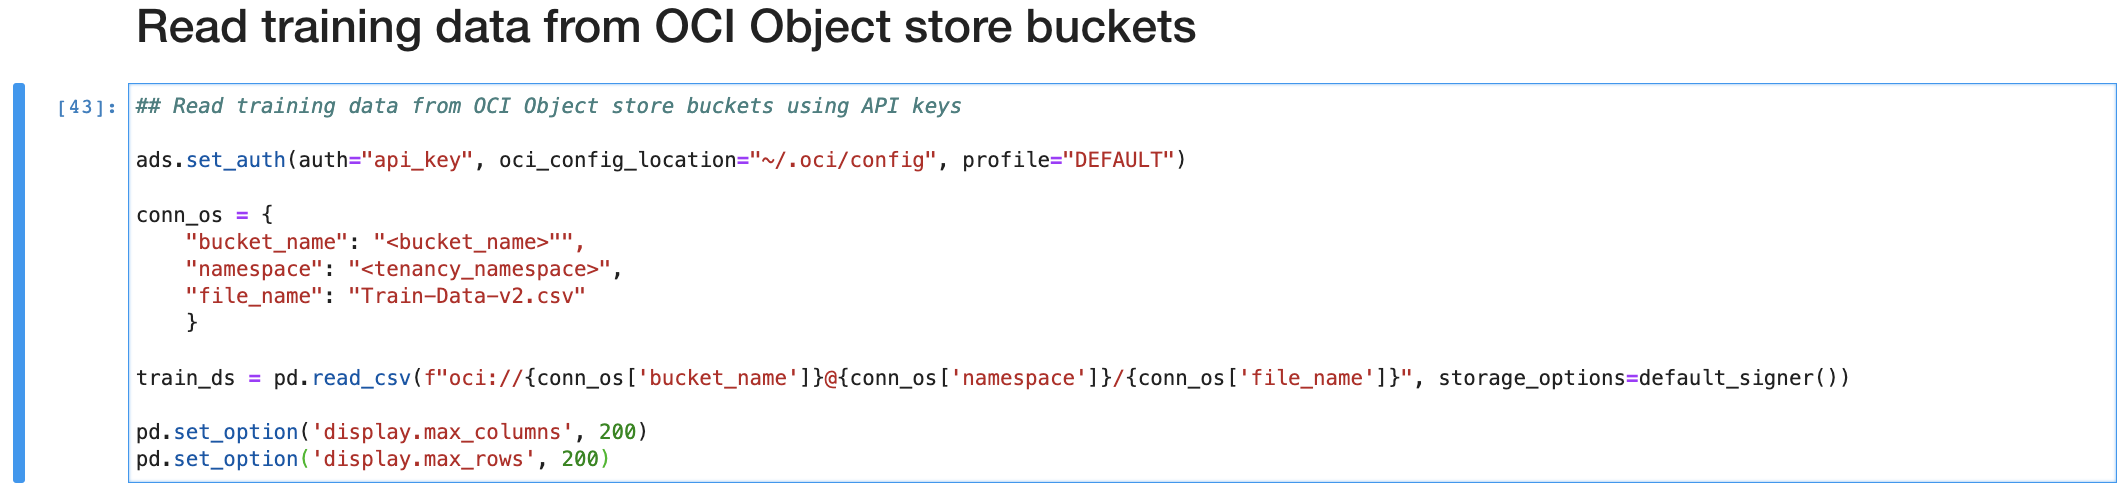 Read training data from OCI Object store buckets
[43]: ## Read training data from OCI Object store buckets using API keys
ads.set_auth(auth="api_key", oci_config_location="~/.oci/config", profile="DEFAULT")
conn_os = {
    "bucket_name": "<bucket_name>"",
    "namespace": "<tenancy_namespace>",
    "file_name": "Train-Data-v2.csv"
    }
train_ds = pd.read_csv(f"oci://{conn_os['bucket_name']}@{conn_os['namespace']}/{conn_os['file_name']}", storage_options=default_signer())
pd.set_option('display.max_columns', 200)
pd.set_option('display.max_rows', 200)